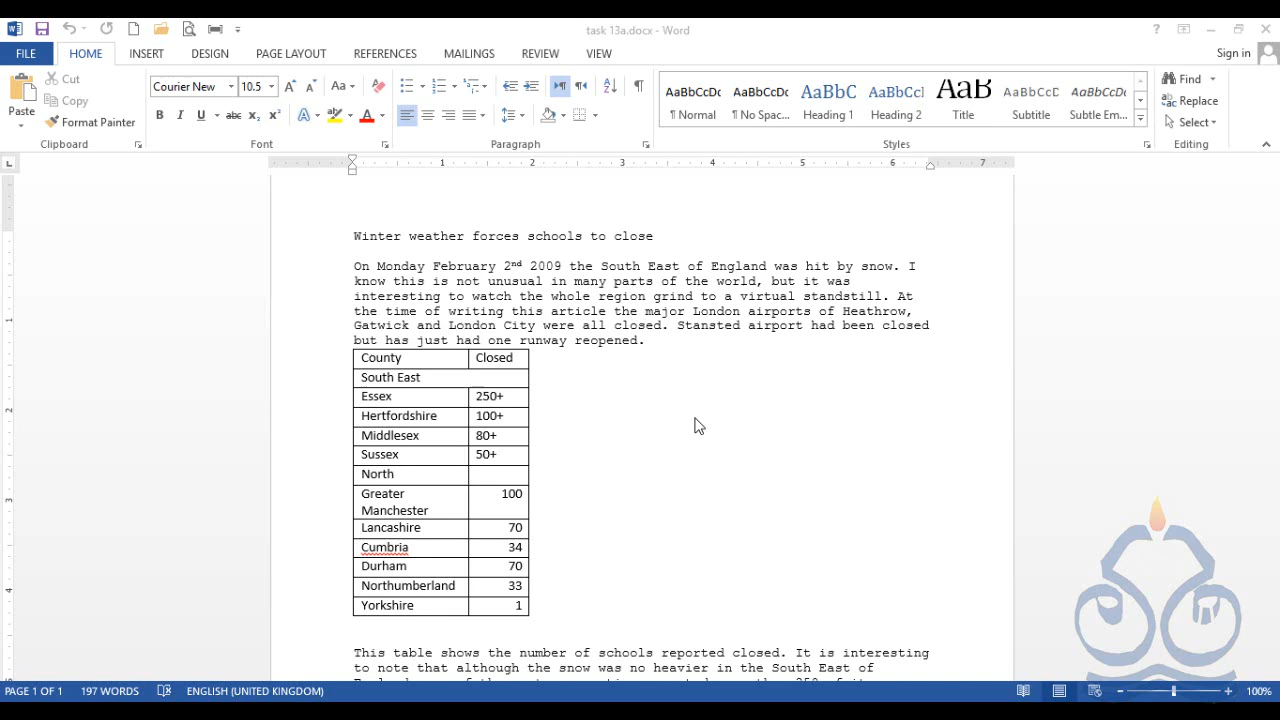 task 13a.docx - Word
FILE HOME INSERT DESIGN PAGE LAYOUT REFERENCES MAILINGS REVIEW VIEW Sign in
Paste
Cut
Copy
Format Painter
Clipboard
Courier New 10.5
Font
Paragraph
AaBbCcDc AaBbCcDc AaBbC AaBbCcl AaB AaBbCcD AaBbCcDc
¶ Normal ¶ No Spac... Heading 1 Heading 2 Title Subtitle Subtle Em...
Styles
Find
Replace
Select
Editing
1 2 3 4 5 6 7
Winter weather forces schools to close
On Monday February 2nd 2009 the South East of England was hit by snow. I
know this is not unusual in many parts of the world, but it was
interesting to watch the whole region grind to a virtual standstill. At
the time of writing this article the major London airports of Heathrow,
Gatwick and London City were all closed. Stansted airport had been closed
but has just had one runway reopened.
County Closed
South East
Essex 250+
Hertfordshire 100+
Middlesex 80+
Sussex 50+
North
Greater Manchester 100
Lancashire 70
Cumbria 34
Durham 70
Northumberland 33
Yorkshire 1
This table shows the number of schools reported closed. It is interesting
to note that although the snow was no heavier in the South East of
PAGE 1 OF 1 197 WORDS ENGLISH (UNITED KINGDOM) 100%